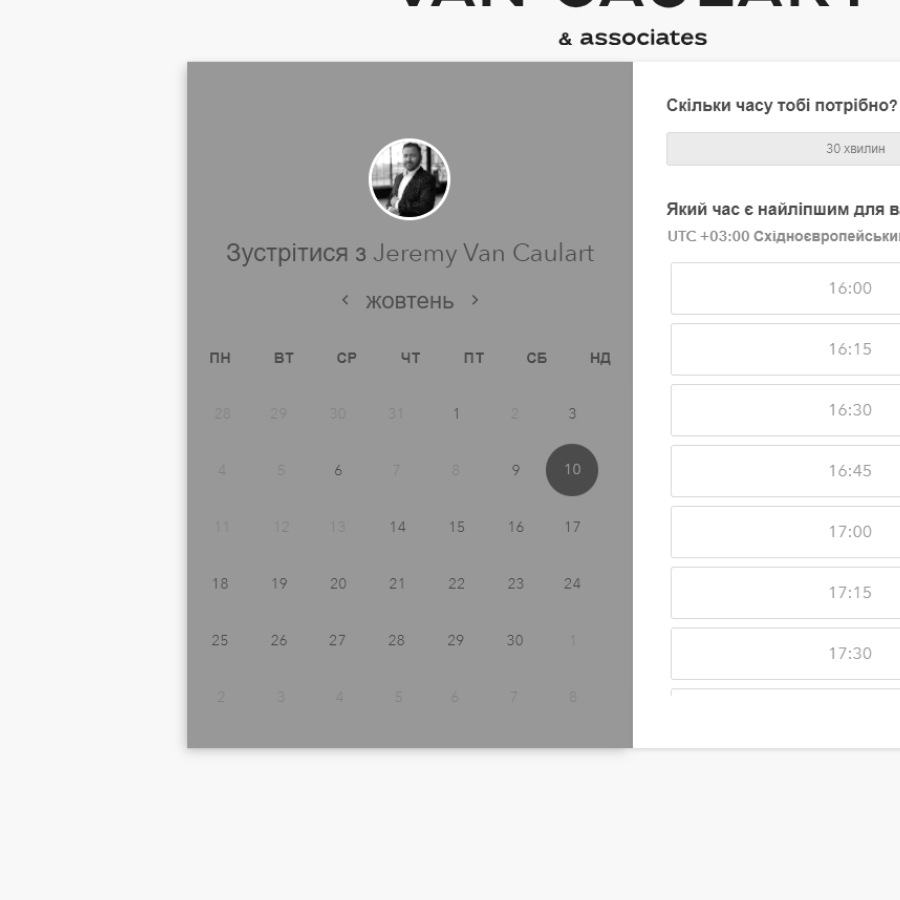 VAN CAULART
& associates
Зустрітися з Jeremy Van Caulart
жовтень
ПН ВТ СР ЧТ ПТ СБ НД
28 29 30 31 1 2 3
4 5 6 7 8 9 10
11 12 13 14 15 16 17
18 19 20 21 22 23 24
25 26 27 28 29 30 1
2 3 4 5 6 7 8
Скільки часу тобі потрібно?
30 хвилин
Який час є найліпшим для
UTC +03:00
16:00
16:15
16:30
16:45
17:00
17:15
17:30